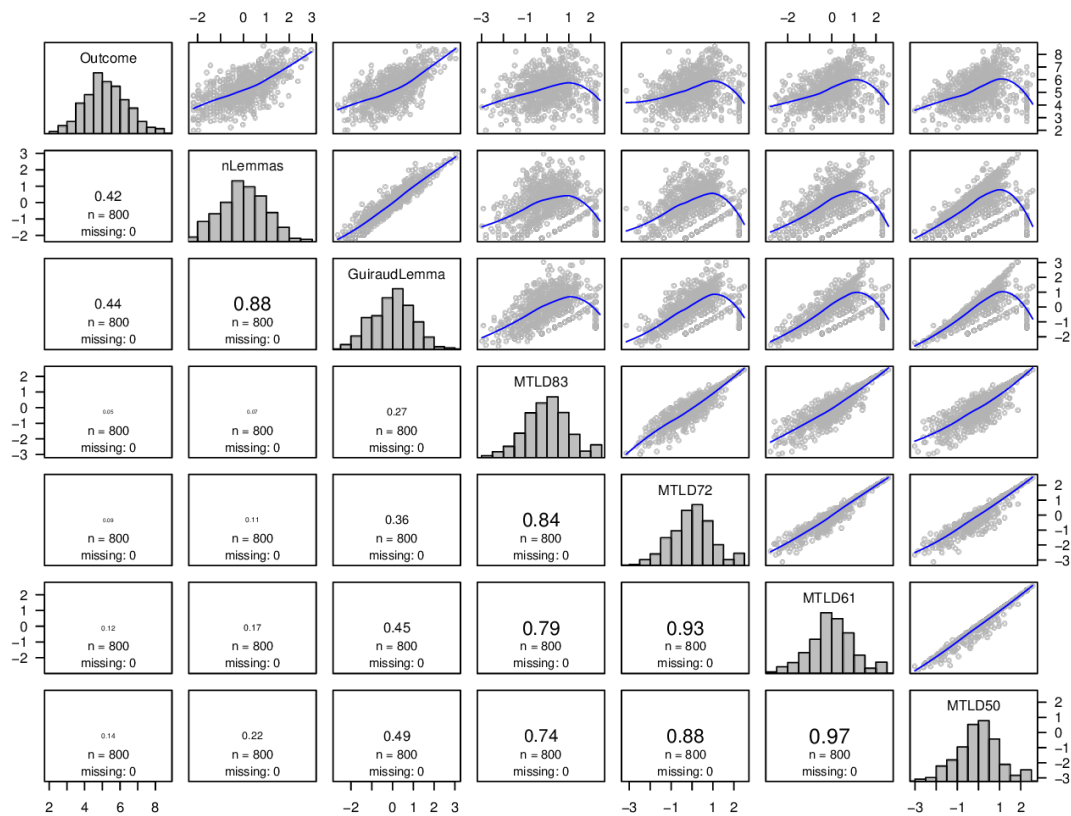 −2 0 2 3
−3 −1 1 2
−2 0 2
Outcome
8
7
6
5
4
3
2
3
2
1
0
−1
−2
0.42
n = 800
missing: 0
nLemmas
0.44
n = 800
missing: 0
0.88
n = 800
missing: 0
GuiraudLemma
3
2
1
0
−1
−2
2
1
0
−1
−2
−3
0.05
n = 800
missing: 0
0.07
n = 800
missing: 0
0.27
n = 800
missing: 0
MTLD83
0.09
n = 800
missing: 0
0.11
n = 800
missing: 0
0.36
n = 800
missing: 0
0.84
n = 800
missing: 0
MTLD72
2
1
0
−1
−2
−3
2
1
0
−1
−2
0.12
n = 800
missing: 0
0.17
n = 800
missing: 0
0.45
n = 800
missing: 0
0.79
n = 800
missing: 0
0.93
n = 800
missing: 0
MTLD61
0.14
n = 800
missing: 0
0.22
n = 800
missing: 0
0.49
n = 800
missing: 0
0.74
n = 800
missing: 0
0.88
n = 800
missing: 0
0.97
n = 800
missing: 0
MTLD50
2
1
0
−1
−2
−3
2 4 6 8
−2 0 2 3
−3 −1 1 2
−3 −1 1 2